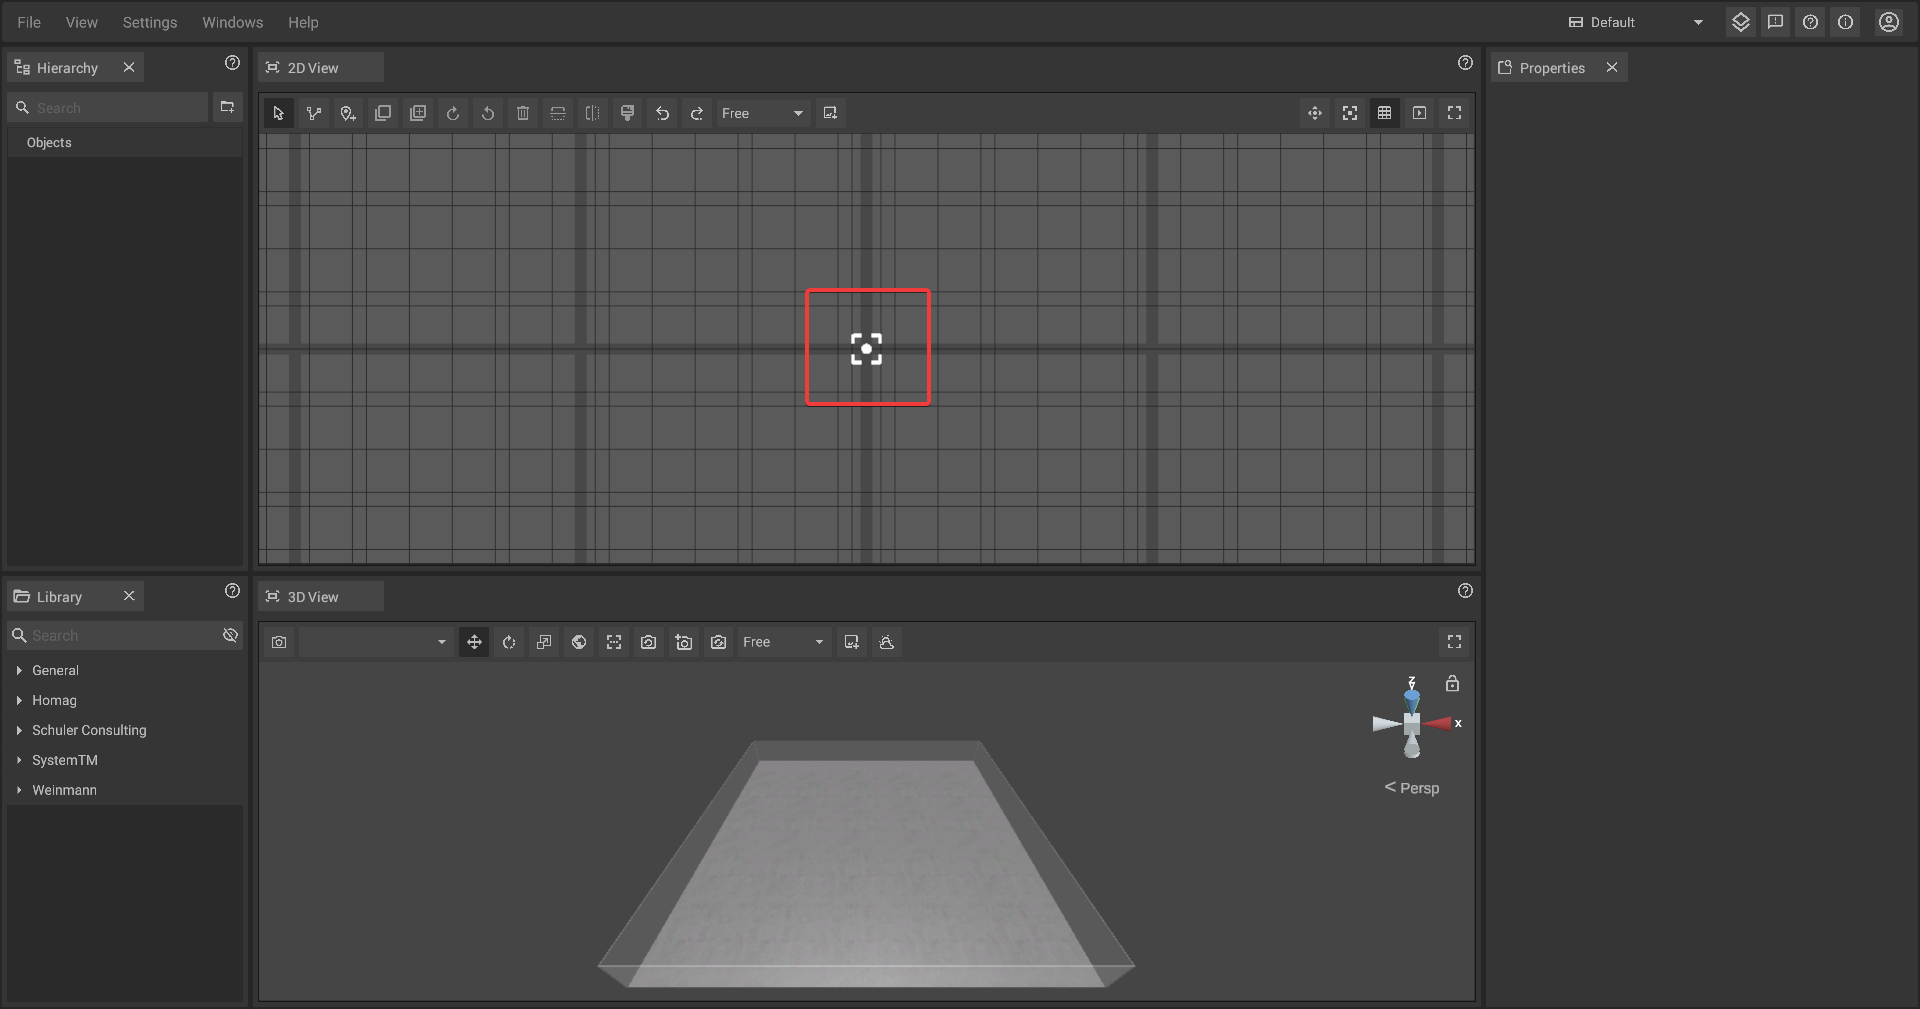 File View Settings Windows Help Default
Hierarchy
2D View
Properties
Search
Free
Objects
Library
3D View
Search
Free
General
Homag
Schuler Consulting
SystemTM
Weinmann
Z
x
< Persp